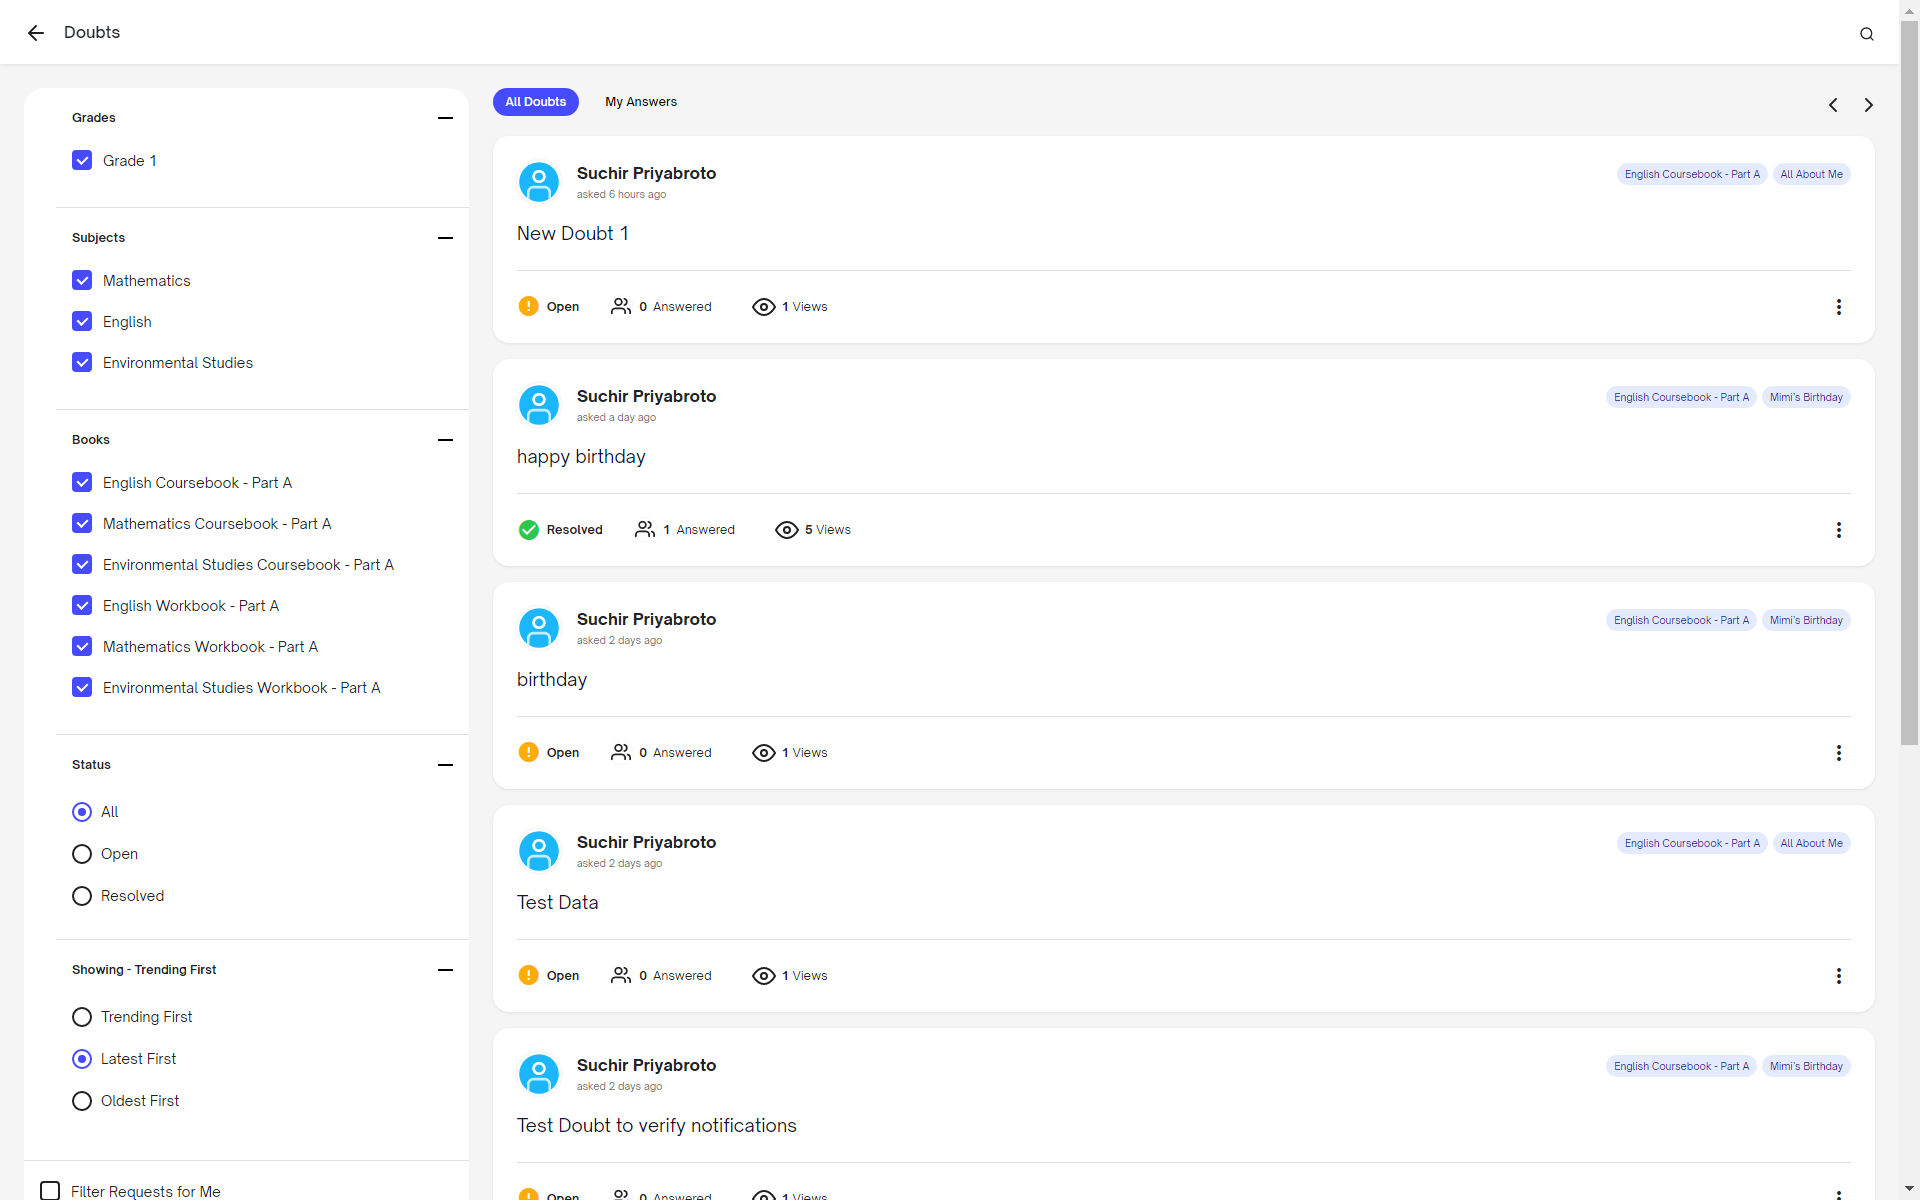 Doubts
Grades
Grade 1
Subjects
Mathematics
English
Environmental Studies
Books
English Coursebook - Part A
Mathematics Coursebook - Part A
Environmental Studies Coursebook - Part A
English Workbook - Part A
Mathematics Workbook - Part A
Environmental Studies Workbook - Part A
Status
All
Open
Resolved
Showing - Trending First
Trending First
Latest First
Oldest First
Filter Requests for Me
All Doubts My Answers
Suchir Priyabroto English Coursebook - Part A All About Me
asked 6 hours ago
New Doubt 1
Open 0 Answered 1 Views
Suchir Priyabroto English Coursebook - Part A Mimi's Birthday
asked a day ago
happy birthday
Resolved 1 Answered 5 Views
Suchir Priyabroto English Coursebook - Part A Mimi's Birthday
asked 2 days ago
birthday
Open 0 Answered 1 Views
Suchir Priyabroto English Coursebook - Part A All About Me
asked 2 days ago
Test Data
Open 0 Answered 1 Views
Suchir Priyabroto English Coursebook - Part A Mimi's Birthday
asked 2 days ago
Test Doubt to verify notifications
Open 0 Answered 1 Views